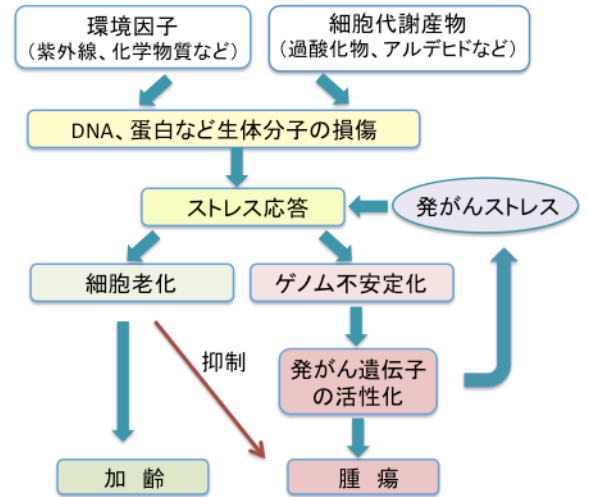 環境因子
（紫外線、化学物質など）
細胞代謝産物
（過酸化物、アルデヒドなど）
DNA、蛋白など生体分子の損傷
ストレス応答
発がんストレス
細胞老化
ゲノム不安定化
抑制
発がん遺伝子
の活性化
加　齢
腫　瘍